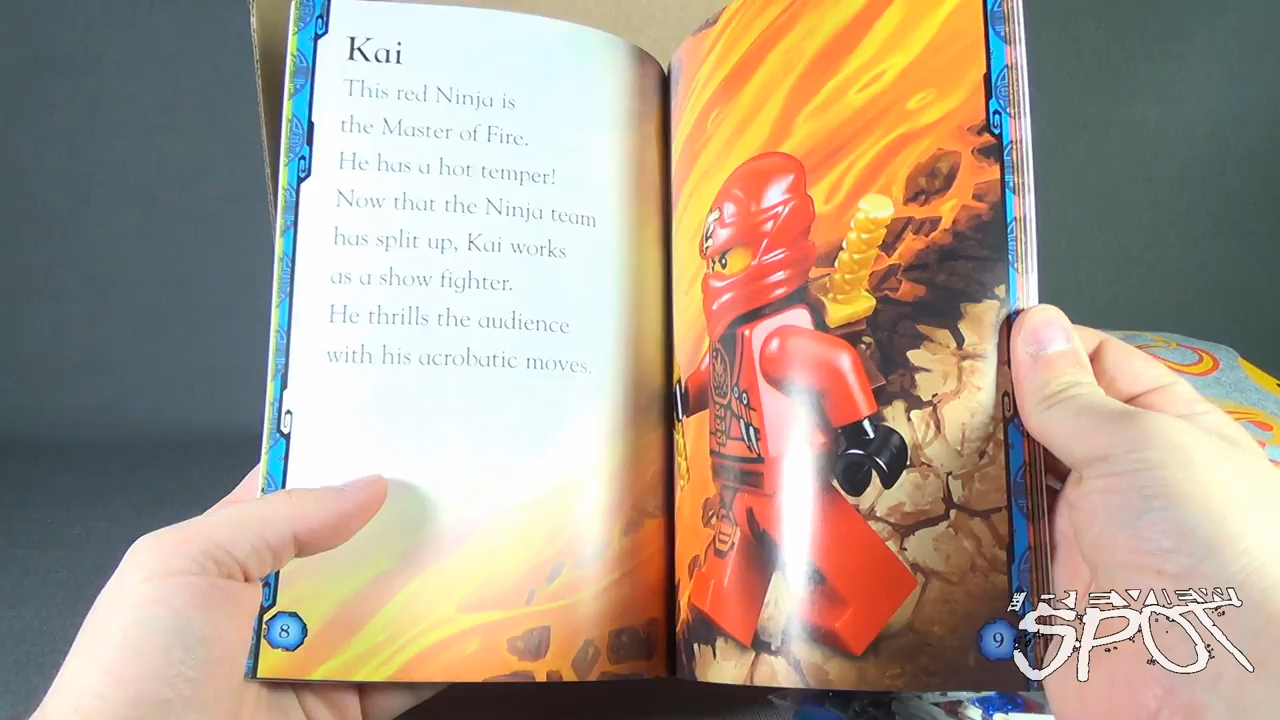 Kai
This red Ninja is
the Master of Fire.
He has a hot temper!
Now that the Ninja team
has split up, Kai works
as a show fighter.
He thrills the audience
with his acrobatic moves.
8
9
THE REVIEW
SPOT